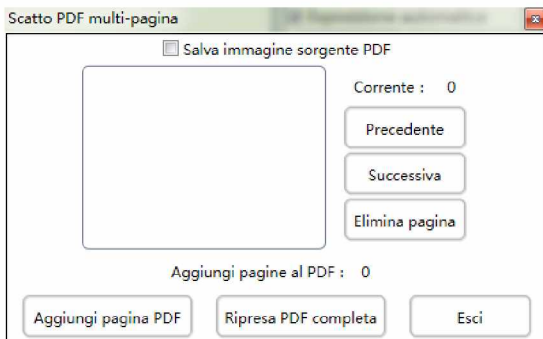 Scatto PDF multi-pagina
Salva immagine sorgente PDF
Corrente : 0
Precedente
Successiva
Elimina pagina
Aggiungi pagine al PDF : 0
Aggiungi pagina PDF
Ripresa PDF completa
Esci